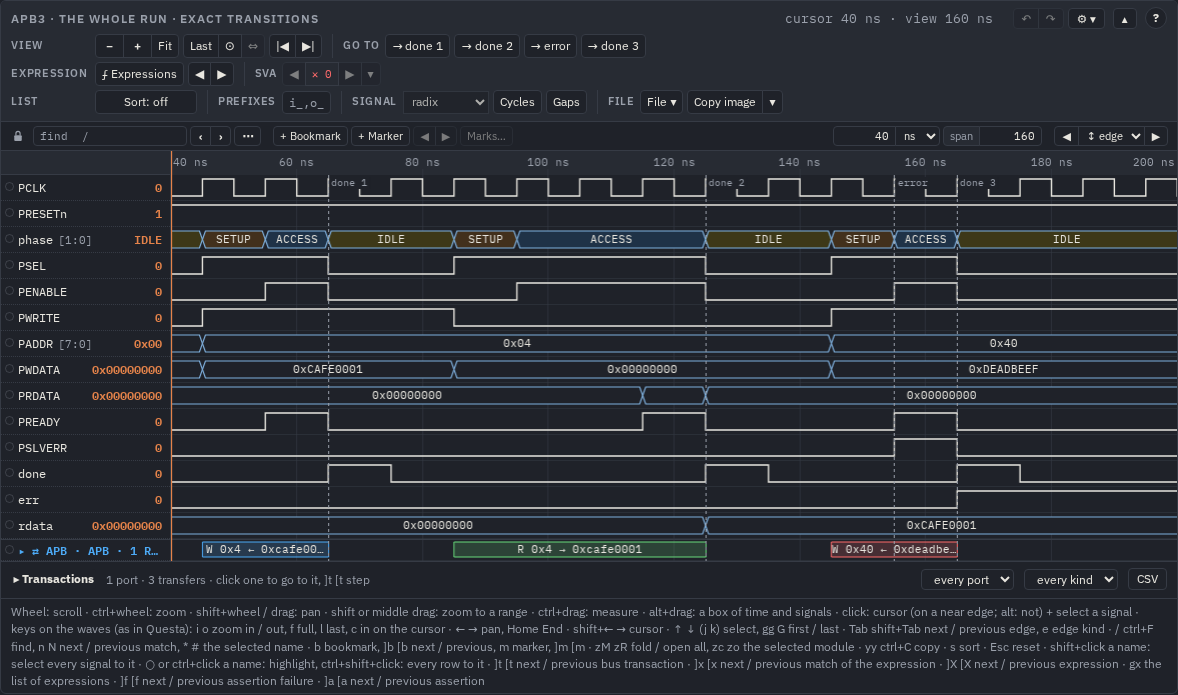 APB3 · THE WHOLE RUN · EXACT TRANSITIONS
cursor 40 ns · view 160 ns
↶ ↷ ⚙ ▾ ▴ ?
VIEW − + Fit Last ⊙ ⇔ |◀ ▶| GO TO → done 1 → done 2 → error → done 3
EXPRESSION ⨍ Expressions ◀ ▶ SVA ◀ × 0 ▶ ▾
LIST Sort: off PREFIXES i_,o_ SIGNAL radix Cycles Gaps FILE File ▾ Copy image ▾
find / ‹ › ••• + Bookmark + Marker ◀ ▶ Marks... 40 ns span 160 ◀ ↕ edge ▶
40 ns 60 ns 80 ns 100 ns 120 ns 140 ns 160 ns 180 ns 200 ns
PCLK 0 done 1 done 2 error done 3
PRESETn 1
phase [1:0] IDLE SETUP ACCESS IDLE SETUP ACCESS IDLE SETUP ACCESS IDLE
PSEL 0
PENABLE 0
PWRITE 0
PADDR [7:0] 0x00 0x04 0x40
PWDATA 0x00000000 0xCAFE0001 0x00000000 0xDEADBEEF
PRDATA 0x00000000 0x00000000 0x00000000
PREADY 0
PSLVERR 0
done 0
err 0
rdata 0x00000000 0x00000000 0xCAFE0001
▸ ⇄ APB · APB · 1 R… W 0x4 ← 0xcafe00… R 0x4 → 0xcafe0001 W 0x40 ← 0xdeadbe…
▸ Transactions 1 port · 3 transfers · click one to go to it, ]t [t step every port every kind CSV
Wheel: scroll · ctrl+wheel: zoom · shift+wheel / drag: pan · shift or middle drag: zoom to a range · ctrl+drag: measure · alt+drag: a box of time and signals · click: cursor (on a near edge; alt: not) + select a signal ·
keys on the waves (as in Questa): i o zoom in / out, f full, l last, c in on the cursor · ←→ pan, Home End · shift+←→ cursor · ↑ ↓ (j k) select, gg G first / last · Tab shift+Tab next / previous edge, e edge kind · / ctrl+F
find, n N next / previous match, * # the selected name · b bookmark, ]b [b next / previous, m marker, ]m [m · zM zR fold / open all, zc zo the selected module · yy ctrl+C copy · s sort · Esc reset · shift+click a name:
select every signal to it · ◯ or ctrl+click a name: highlight, ctrl+shift+click: every row to it · ]t [t next / previous bus transaction · ]x [x next / previous match of the expression · ]X [X next / previous expression · gx the
list of expressions · ]f [f next / previous assertion failure · ]a [a next / previous assertion